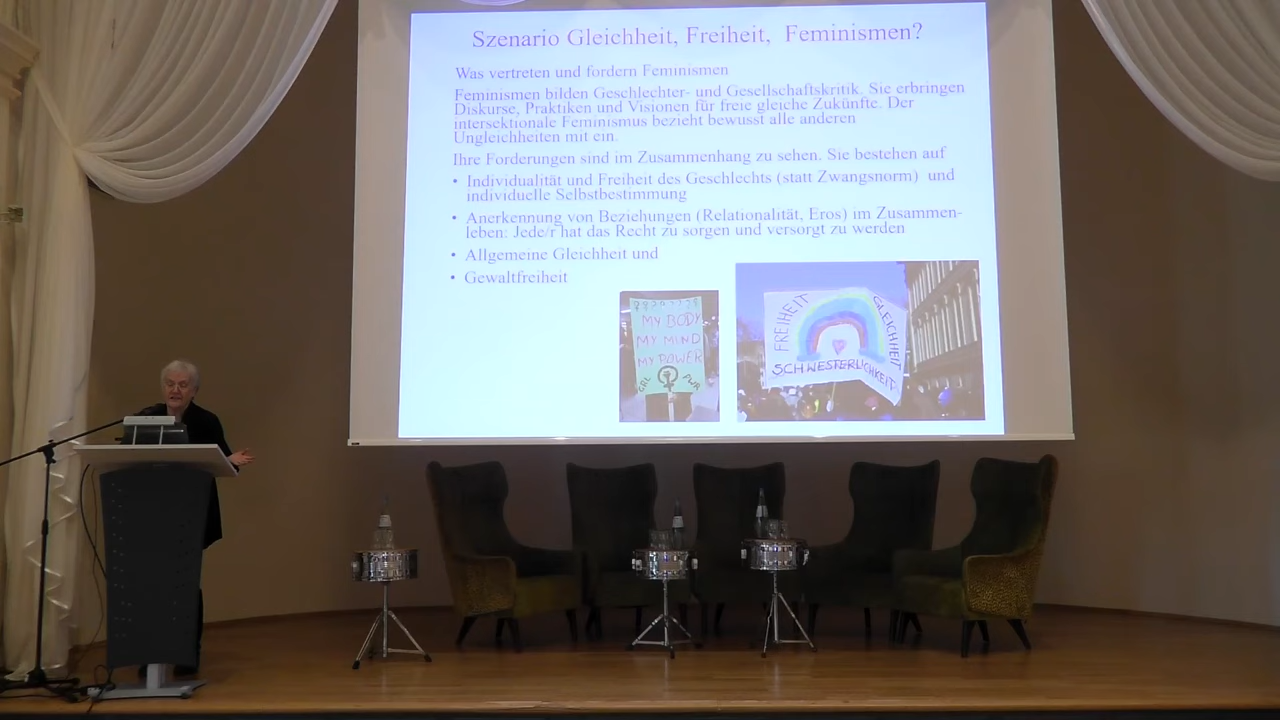 Szenario Gleichheit, Freiheit, Feminismen?
Was vertreten und fordern Feminismen
Feminismen bilden Geschlechter- und Gesellschaftskritik. Sie erbringen
Diskurse, Praktiken und Visionen für freie gleiche Zukünfte. Der
intersektionale Feminismus bezieht bewusst alle anderen
Ungleichheiten mit ein.
Ihre Forderungen sind im Zusammenhang zu sehen. Sie bestehen auf
• Individualität und Freiheit des Geschlechts (statt Zwangsnorm) und
individuelle Selbstbestimmung
• Anerkennung von Beziehungen (Relationalität, Eros) im Zusammen-
leben: Jede/r hat das Recht zu sorgen und versorgt zu werden
• Allgemeine Gleichheit und
• Gewaltfreiheit
MY BODY
MY MIND
MY POWER
GRL PWR
FREIHEIT
GLEICHHEIT
SCHWESTERLICHKEIT